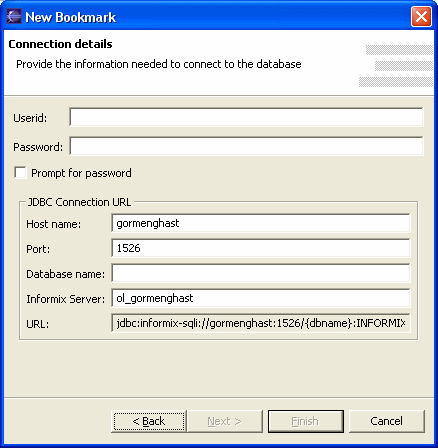 New Bookmark
Connection details
Provide the information needed to connect to the database
Userid:
Password:
Prompt for password
JDBC Connection URL
Host name: gormenghast
Port: 1526
Database name:
Informix Server: ol_gormenghast
URL: jdbc:informix-sqli://gormenghast:1526/{dbname}:INFORMIX
< Back Next > Finish Cancel